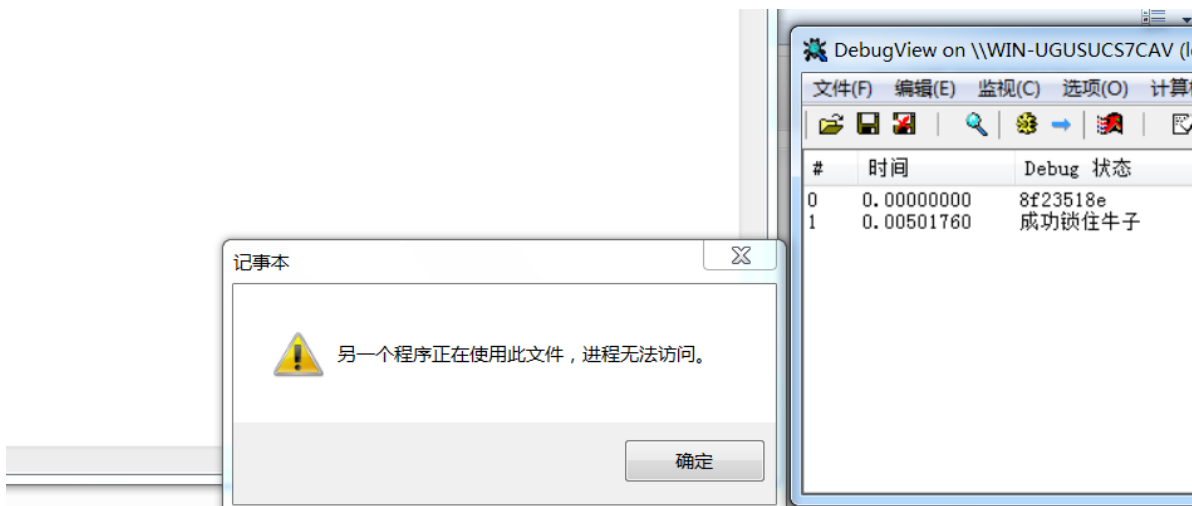 DebugView on \\WIN-UGUSUCS7CAV (l
文件(F) 编辑(E) 监视(C) 选项(O) 计算
# 时间 Debug 状态
0 0.00000000 8f23518e
1 0.00501760 成功锁住牛子
记事本
另一个程序正在使用此文件，进程无法访问。
确定